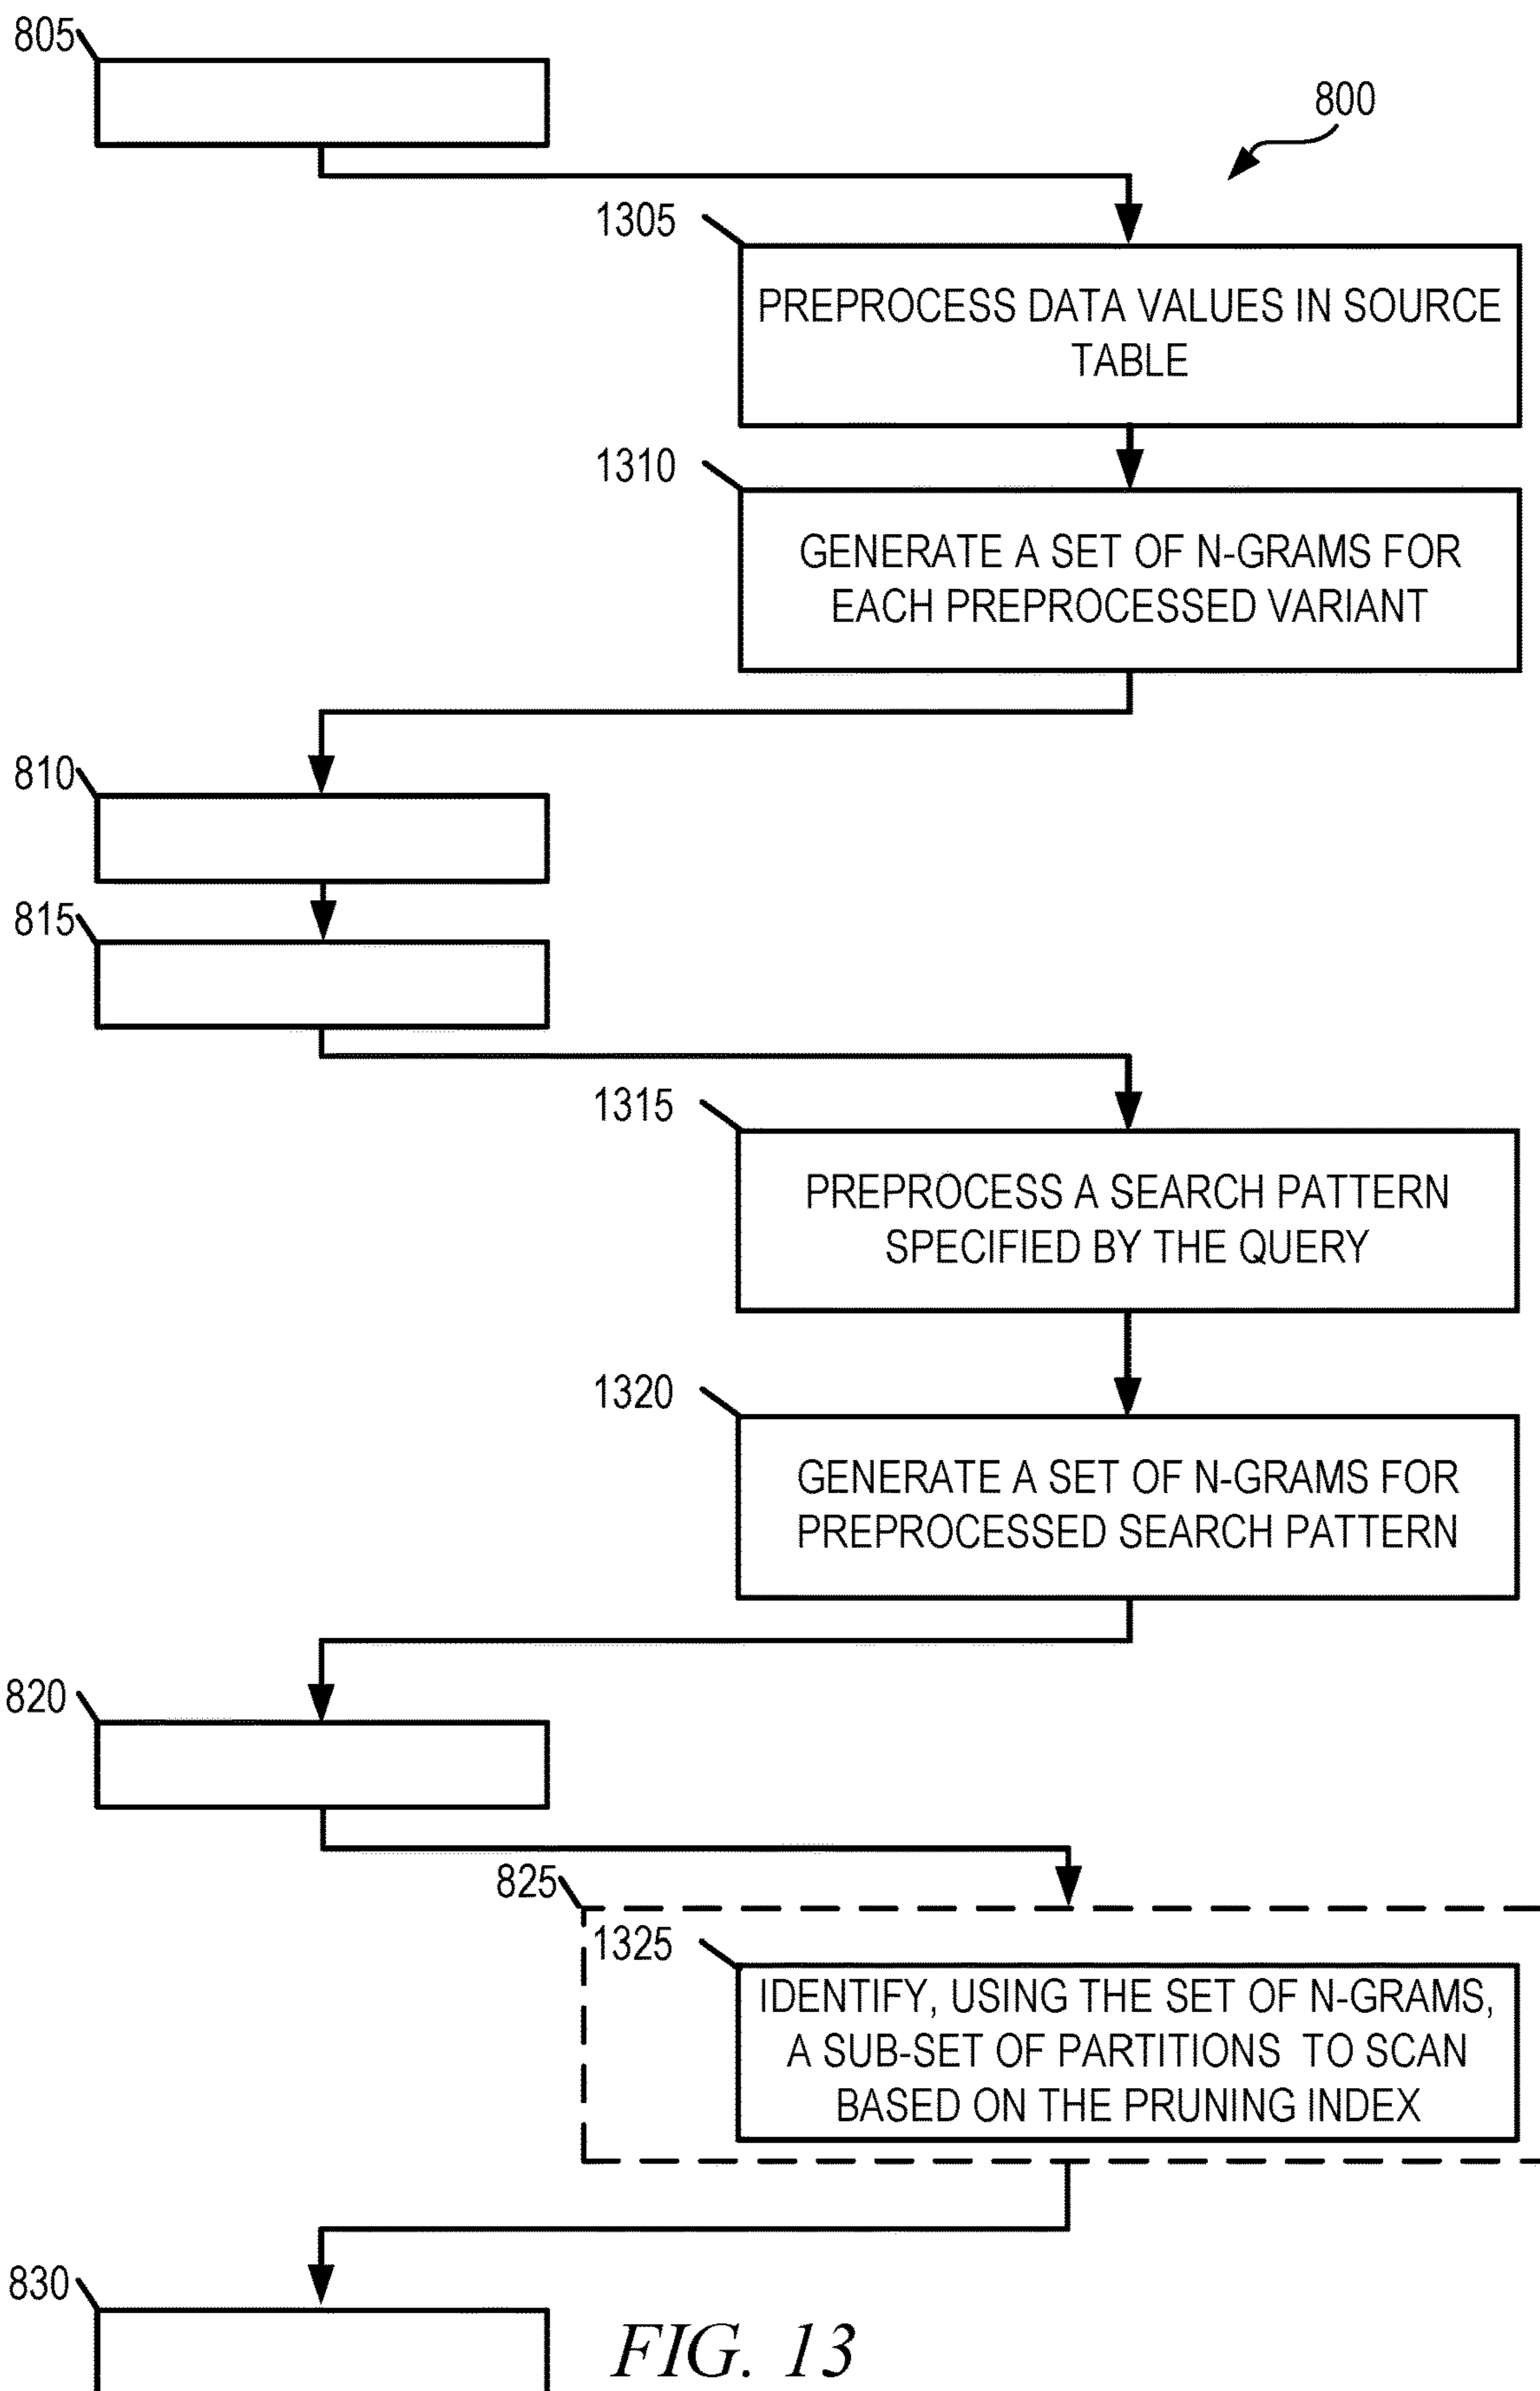 805
800
1305
PREPROCESS DATA VALUES IN SOURCE
TABLE
1310
GENERATE A SET OF N-GRAMS FOR
EACH PREPROCESSED VARIANT
810
815
1315
PREPROCESS A SEARCH PATTERN
SPECIFIED BY THE QUERY
1320
GENERATE A SET OF N-GRAMS FOR
PREPROCESSED SEARCH PATTERN
820
825
1325
IDENTIFY, USING THE SET OF N-GRAMS,
A SUB-SET OF PARTITIONS TO SCAN
BASED ON THE PRUNING INDEX
830
FIG. 13